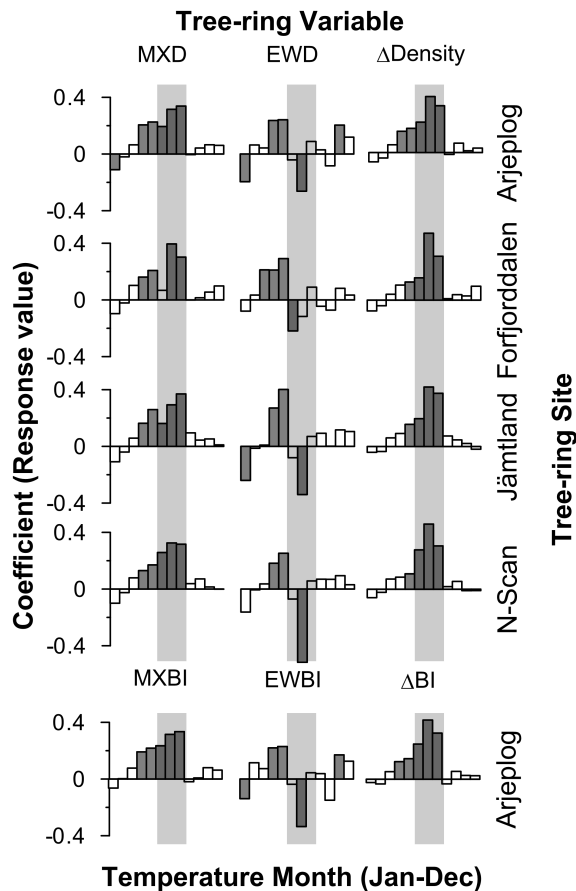 Tree-ring Variable
MXD EWD ΔDensity
0.4
0
-0.4
Arjeplog
0.4
0
-0.4
Forfjorddalen
0.4
0
-0.4
Jämtland
0.4
0
-0.4
N-Scan
MXBI EWBI ΔBI
0.4
0
-0.4
Arjeplog
Coefficient (Response value)
Tree-ring Site
Temperature Month (Jan-Dec)